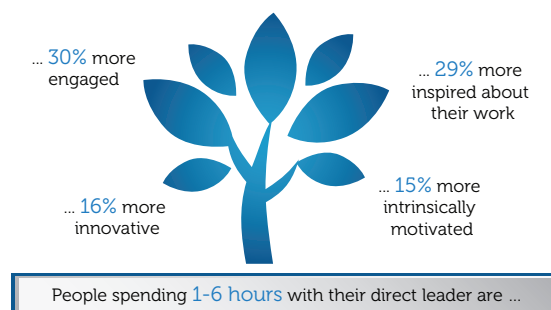 ... 30% more
engaged
... 29% more
inspired about
their work
... 16% more
innovative
... 15% more
intrinsically
motivated
People spending 1-6 hours with their direct leader are ...